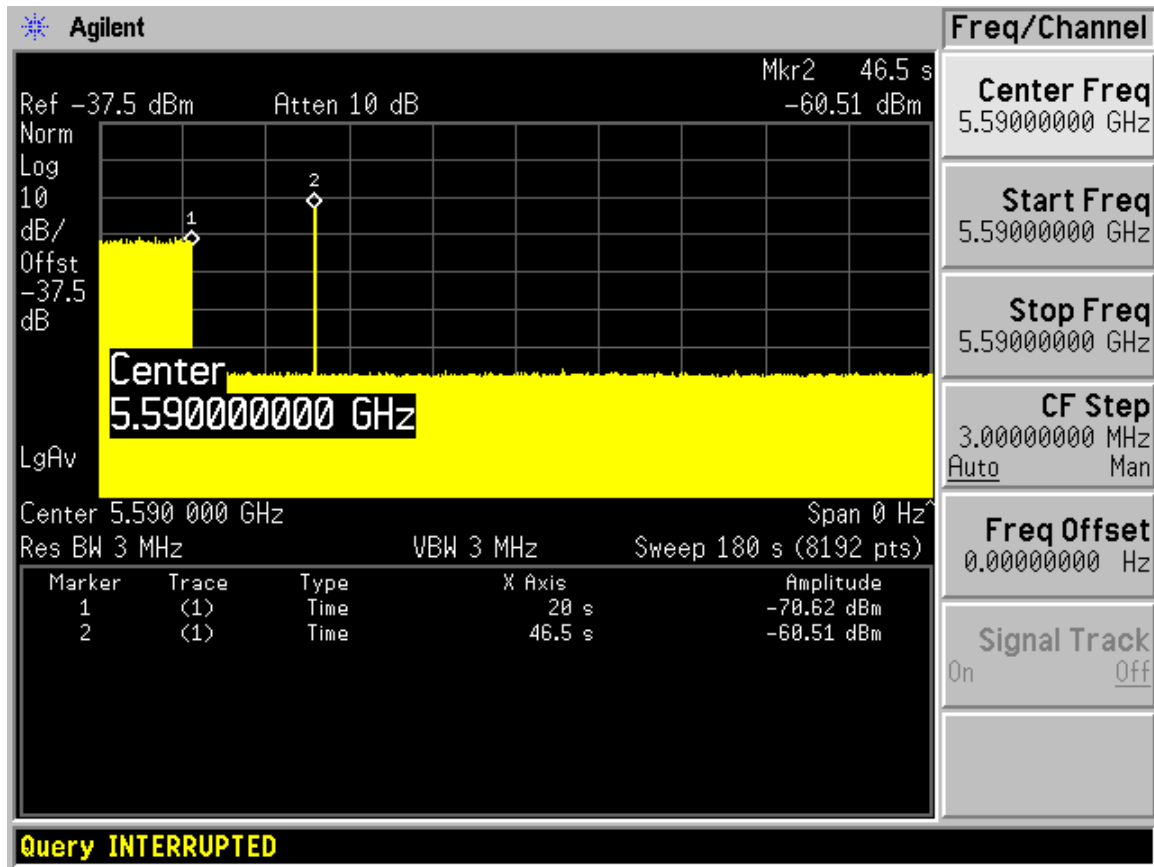 Agilent
Freq/Channel
Mkr2 46.5 s
Ref -37.5 dBm Atten 10 dB -60.51 dBm
Norm
Log
10
dB/
Offst
-37.5
dB
LgAv
1
2
Center
5.590000000 GHz
Center 5.590 000 GHz Span 0 Hz^
Res BW 3 MHz VBW 3 MHz Sweep 180 s (8192 pts)
Marker Trace Type X Axis Amplitude
1 (1) Time 20 s -70.62 dBm
2 (1) Time 46.5 s -60.51 dBm
Center Freq
5.59000000 GHz
Start Freq
5.59000000 GHz
Stop Freq
5.59000000 GHz
CF Step
3.00000000 MHz
Auto Man
Freq Offset
0.00000000 Hz
Signal Track
On Off
Query INTERRUPTED